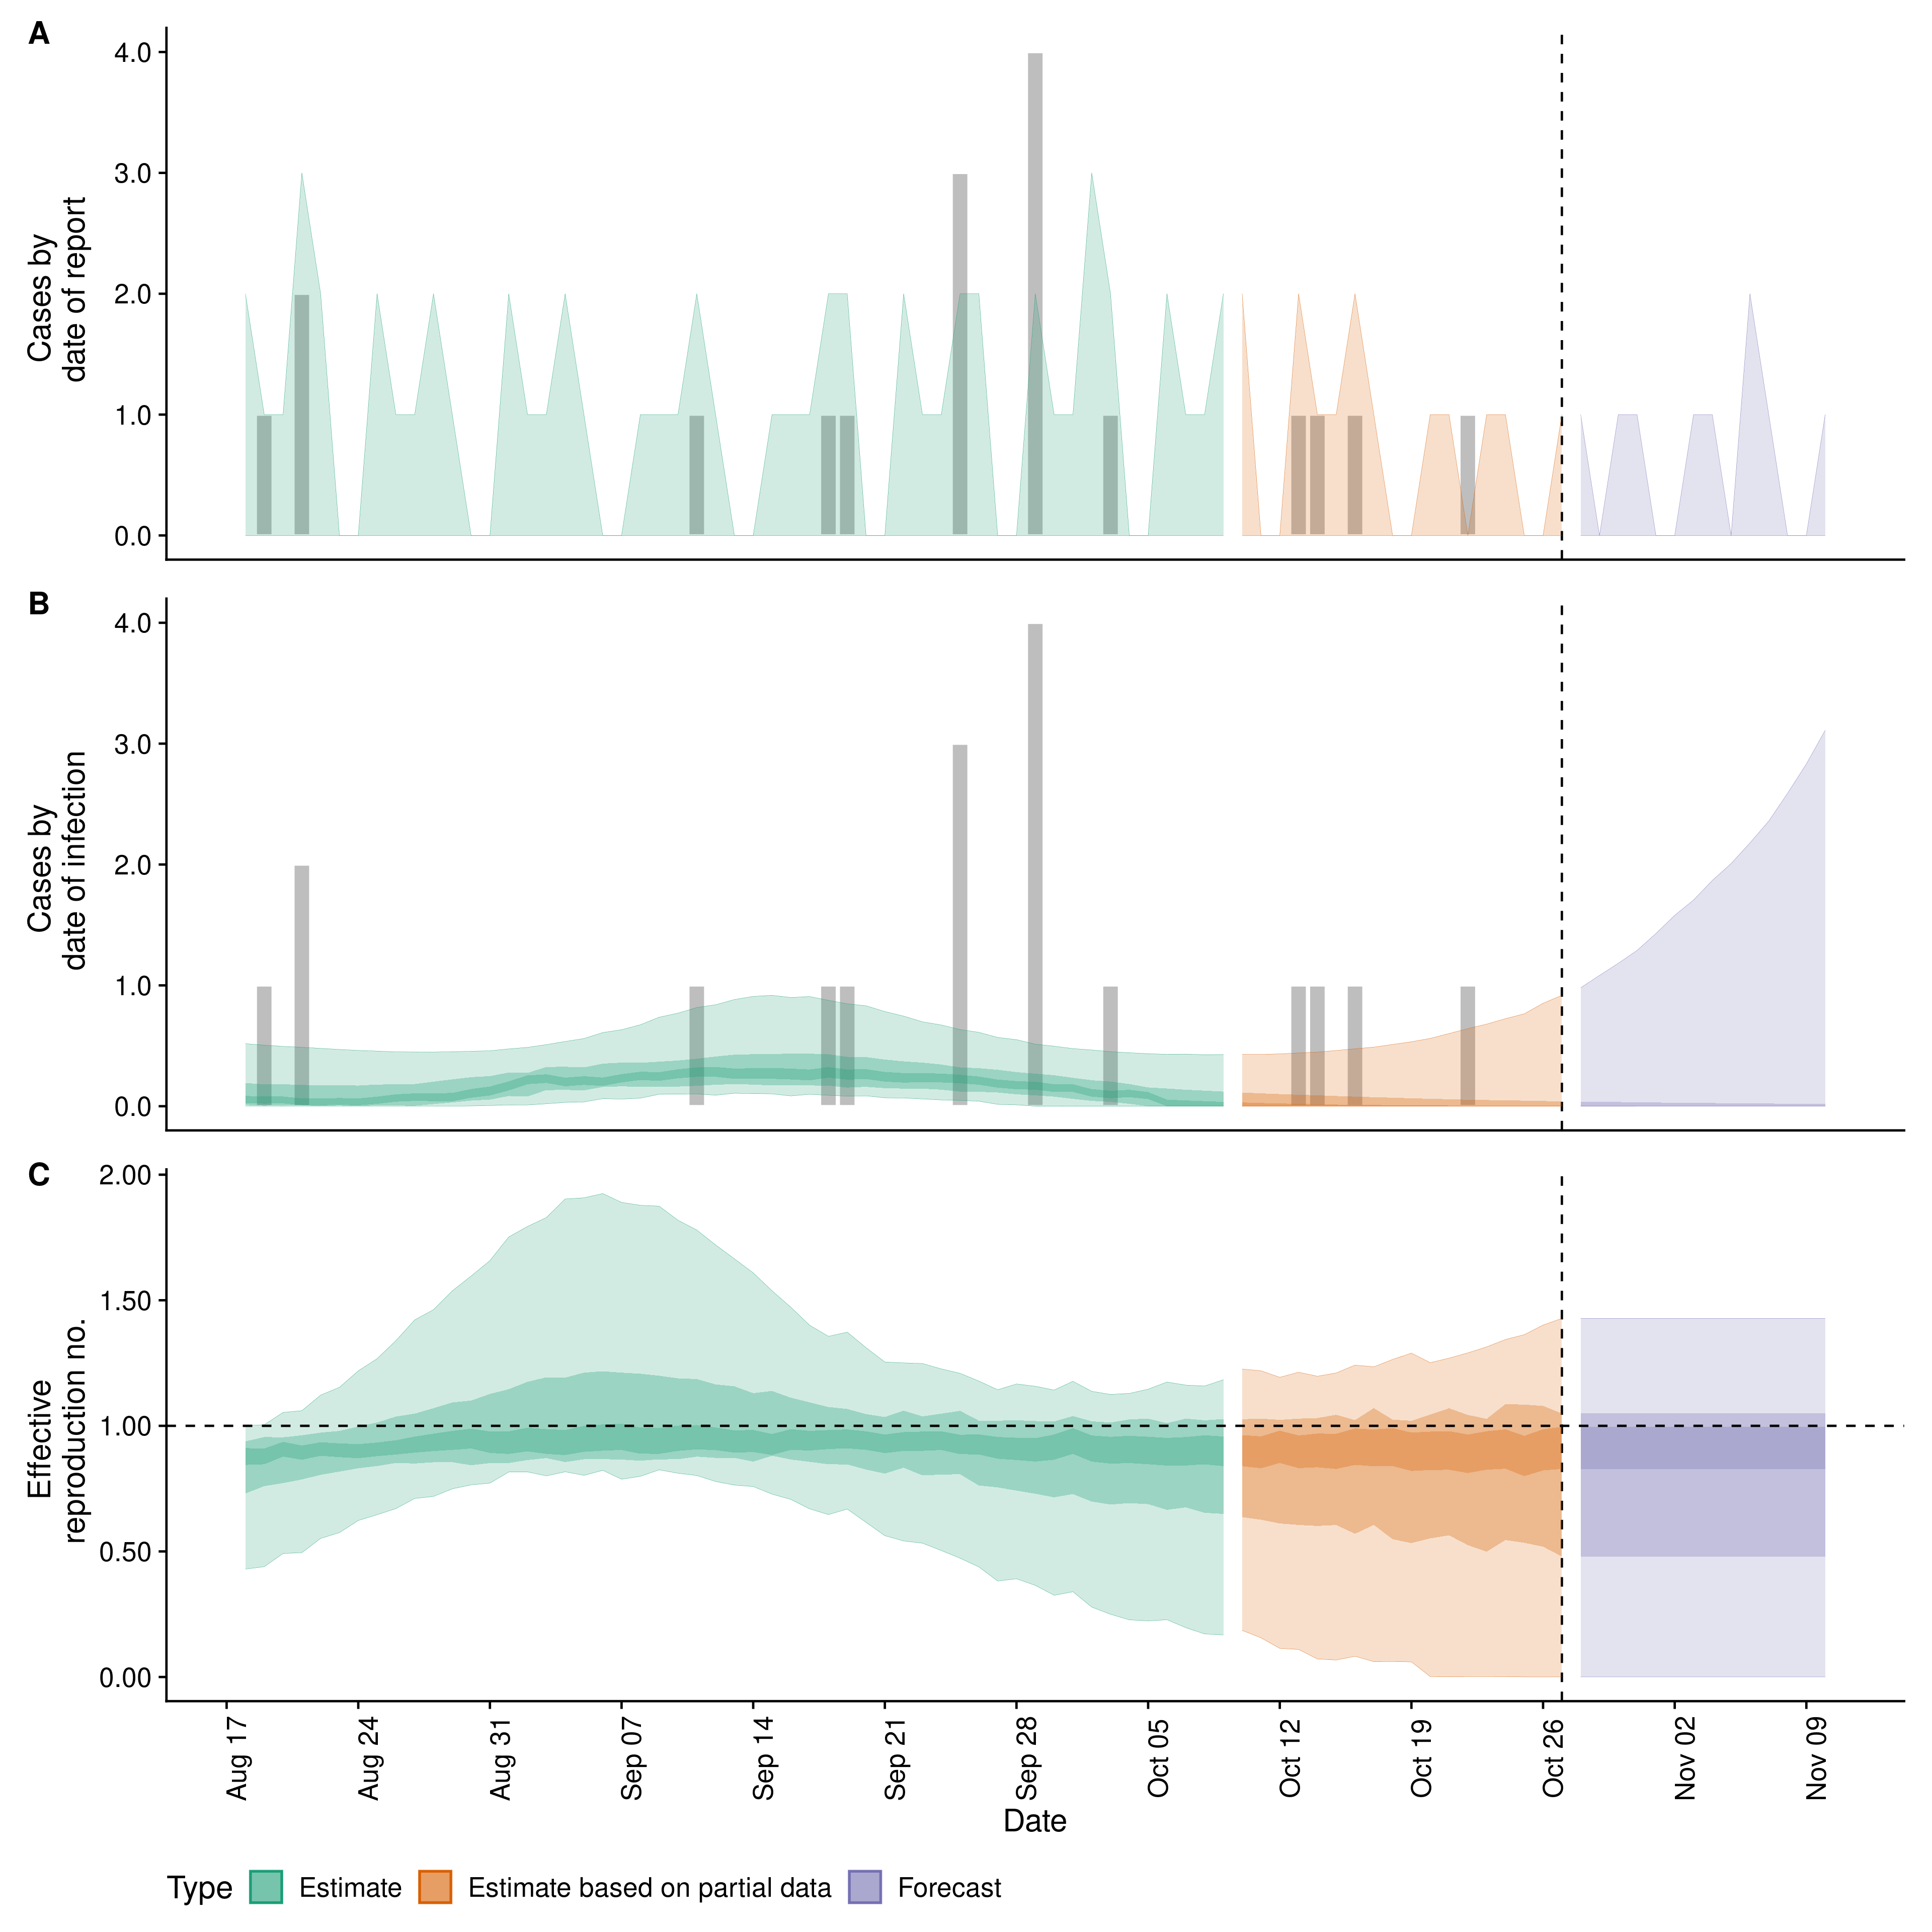 A
4.0
3.0
2.0
1.0
0.0
Cases by
date of report
B
4.0
3.0
2.0
1.0
0.0
Cases by
date of infection
C
2.00
1.50
1.00
0.50
0.00
Effective
reproduction no.
Aug 17
Aug 24
Aug 31
Sep 07
Sep 14
Sep 21
Sep 28
Oct 05
Oct 12
Oct 19
Oct 26
Nov 02
Nov 09
Date
Type Estimate Estimate based on partial data Forecast